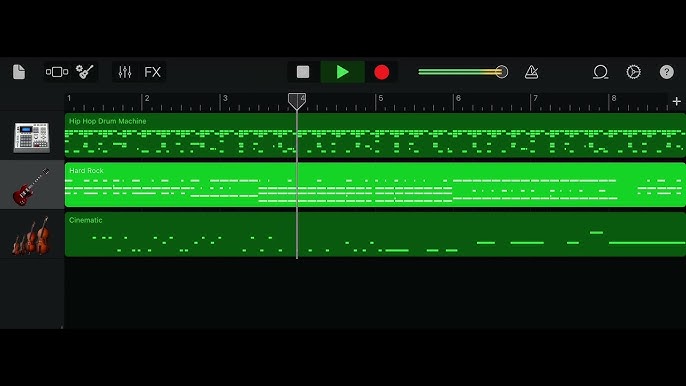 FX
1 2 3 4 5 6 7 8 +
?
Hip Hop Drum Machine
Hard Rock
Cinematic